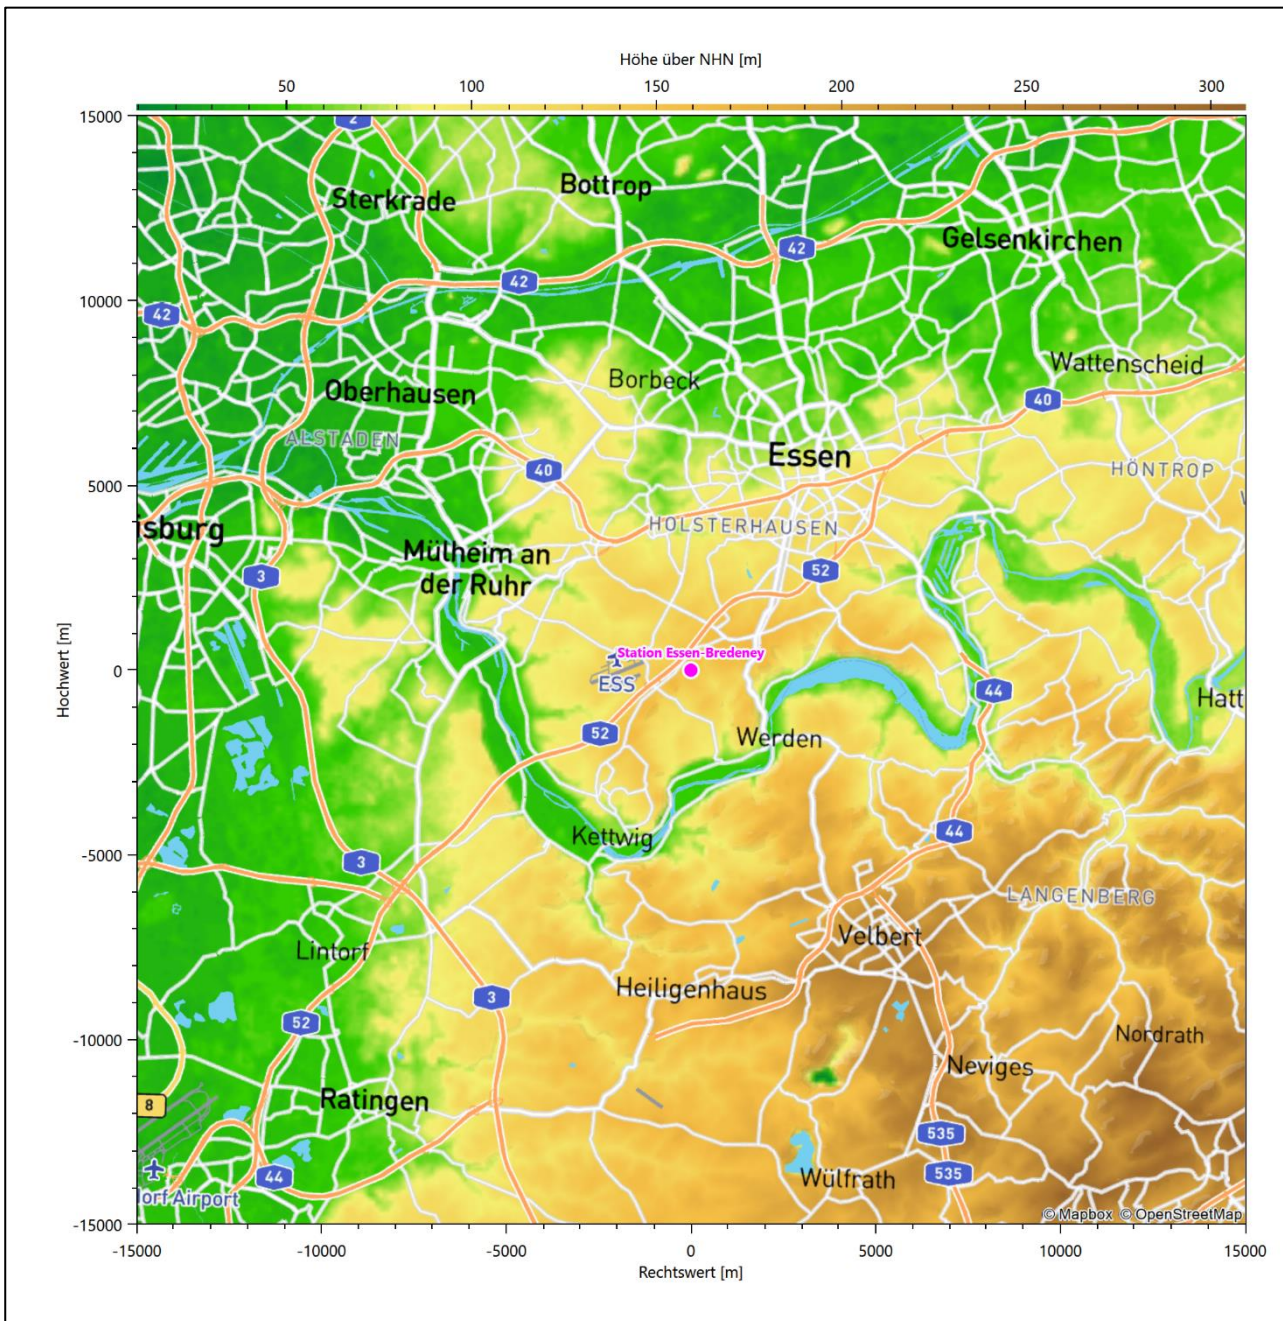 Höhe über NHN [m]
50 100 150 200 250 300
15000
2
Sterkrade
Bottrop
42
Gelsenkirchen
10000
42
42
Wattenscheid
Borbeck
Oberhausen
40
ALSTADEN
Essen
40
HÖNTROP
5000
isburg
HOLSTERHAUSEN
Mülheim an
der Ruhr
3
52
Station Essen-Bredeney
0
ESS
44
Hatt
52
Werden
Kettwig
44
-5000
3
LANGENBERG
Velbert
Lintorf
Heiligenhaus
3
52
Nordrath
-10000
Neviges
8
Ratingen
535
44
dorf Airport
Wülfrath
535
-15000
© Mapbox © OpenStreetMap
-15000 -10000 -5000 0 5000 10000 15000
Rechtswert [m]
Hochwert [m]